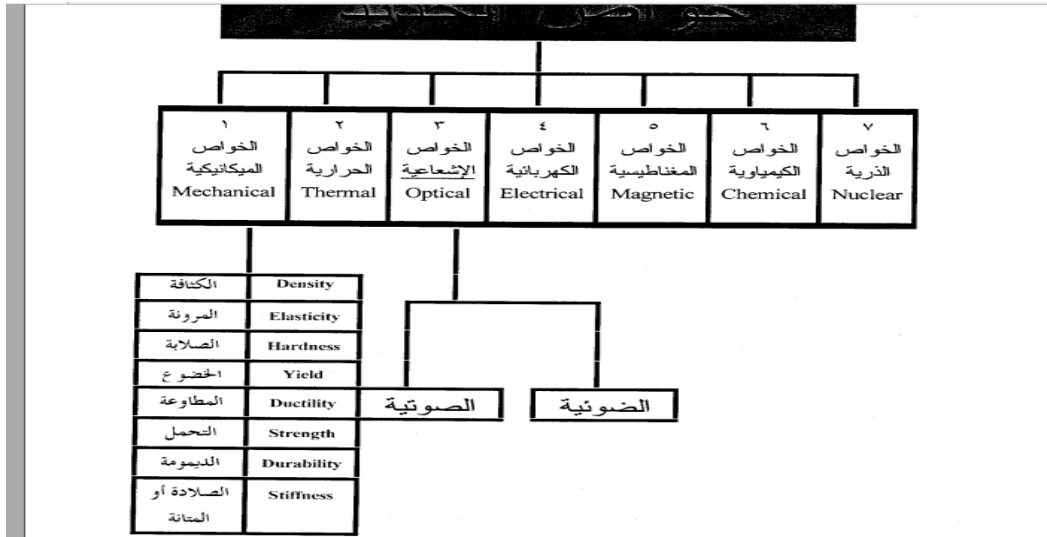 خواص الحديد
١
الخواص
الميكانيكية
Mechanical
٢
الخواص
الحرارية
Thermal
٣
الخواص
الإشعاعية
Optical
٤
الخواص
الكهربائية
Electrical
٥
الخواص
المغناطيسية
Magnetic
٦
الخواص
الكيمياوية
Chemical
٧
الخواص
الذرية
Nuclear
الكثافة Density
المرونة Elasticity
الصلابة Hardness
الخضوع Yield
المطاوعة Ductility
التحمل Strength
الديمومة Durability
الصلادة أو Stiffness
المتانة
الصوتية
الضوئية